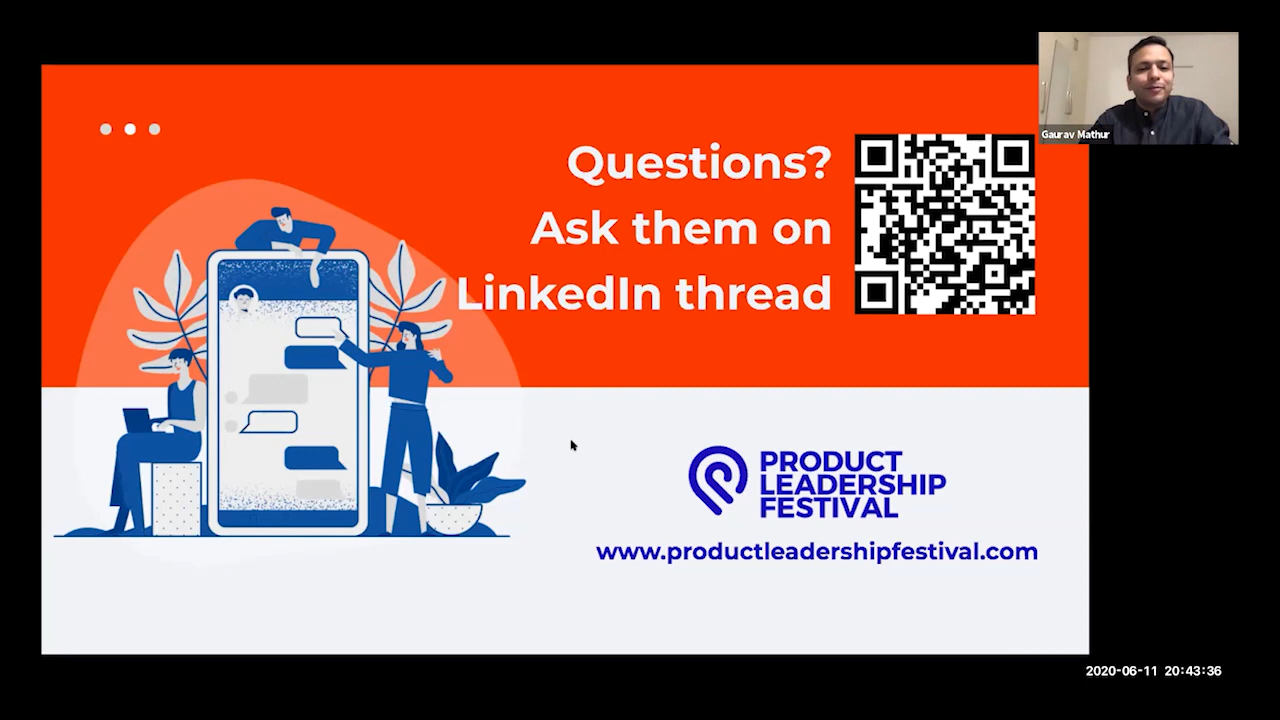 Questions?
Ask them on
LinkedIn thread
Gaurav Mathur
PRODUCT
LEADERSHIP
FESTIVAL
www.productleadershipfestival.com
2020-06-11 20:43:36